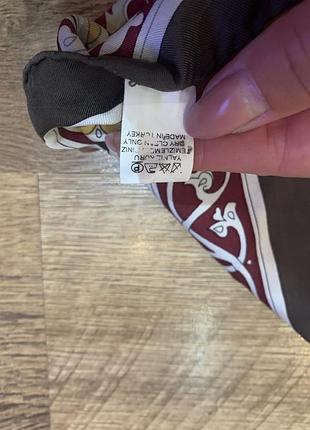 P
YALNIZ KURU
DRY CLEAN ONLY
MADE IN TURKEY